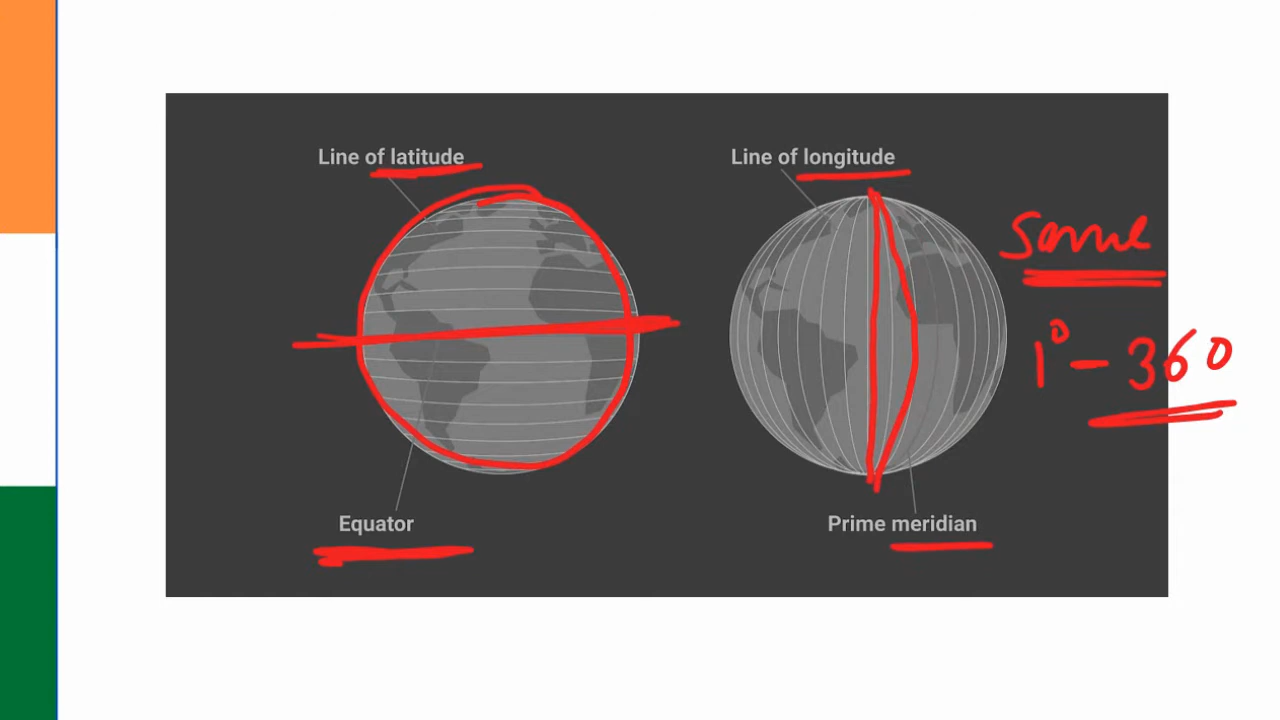 Line of latitude
Line of longitude
Same
1° - 360
Equator
Prime meridian